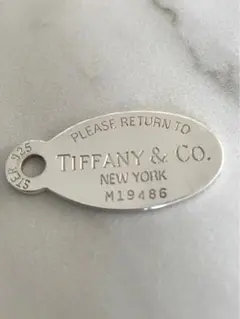 PLEASE RETURN TO
TIFFANY & CO.
NEW YORK
M19486
STER 925